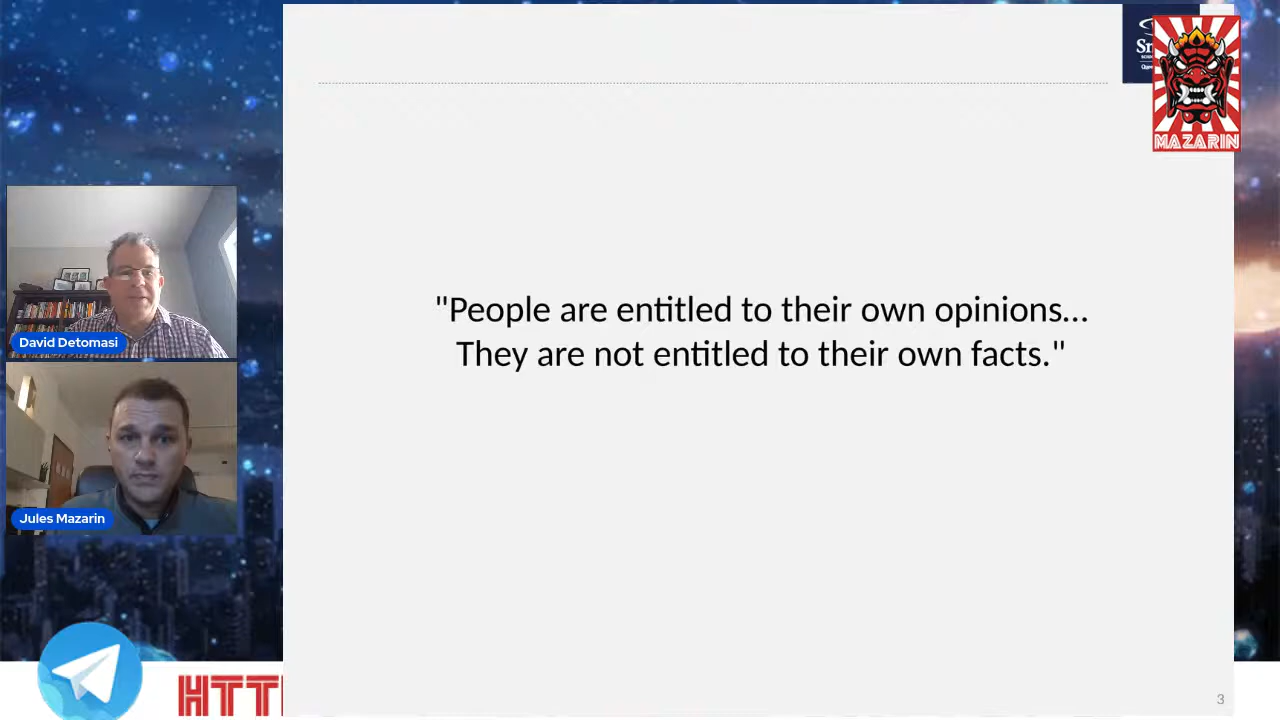 MAZARIN
"People are entitled to their own opinions...
They are not entitled to their own facts."
David Detomasi
Jules Mazarin
HTT
3